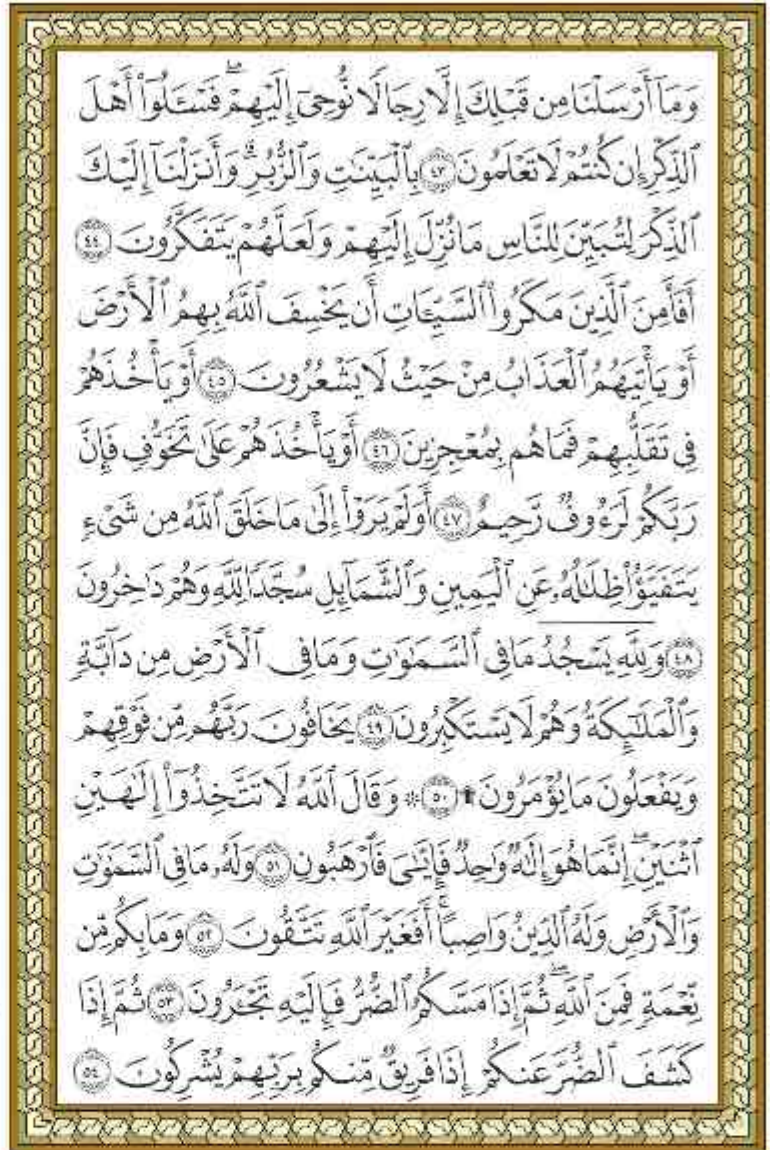 وَمَآ أَرْسَلْنَا مِن قَبْلِكَ إِلَّا رِجَالًا نُّوحِىٓ إِلَيْهِمْ ۖ فَسْـَٔلُوٓا۟ أَهْلَ
ٱلذِّكْرِ إِن كُنتُمْ لَا تَعْلَمُونَ ﴿٤٣﴾ بِٱلْبَيِّنَـٰتِ وَٱلزُّبُرِ ۗ وَأَنزَلْنَآ إِلَيْكَ
ٱلذِّكْرَ لِتُبَيِّنَ لِلنَّاسِ مَا نُزِّلَ إِلَيْهِمْ وَلَعَلَّهُمْ يَتَفَكَّرُونَ ﴿٤٤﴾
أَفَأَمِنَ ٱلَّذِينَ مَكَرُوا۟ ٱلسَّيِّـَٔاتِ أَن يَخْسِفَ ٱللَّهُ بِهِمُ ٱلْأَرْضَ
أَوْ يَأْتِيَهُمُ ٱلْعَذَابُ مِنْ حَيْثُ لَا يَشْعُرُونَ ﴿٤٥﴾ أَوْ يَأْخُذَهُمْ
فِى تَقَلُّبِهِمْ فَمَا هُم بِمُعْجِزِينَ ﴿٤٦﴾ أَوْ يَأْخُذَهُمْ عَلَىٰ تَخَوُّفٍ فَإِنَّ
رَبَّكُمْ لَرَءُوفٌ رَّحِيمٌ ﴿٤٧﴾ أَوَلَمْ يَرَوْا۟ إِلَىٰ مَا خَلَقَ ٱللَّهُ مِن شَىْءٍ
يَتَفَيَّؤُا۟ ظِلَـٰلُهُۥ عَنِ ٱلْيَمِينِ وَٱلشَّمَآئِلِ سُجَّدًا لِّلَّهِ وَهُمْ دَٰخِرُونَ
﴿٤٨﴾ وَلِلَّهِ يَسْجُدُ مَا فِى ٱلسَّمَـٰوَٰتِ وَمَا فِى ٱلْأَرْضِ مِن دَآبَّةٍ
وَٱلْمَلَـٰٓئِكَةُ وَهُمْ لَا يَسْتَكْبِرُونَ ﴿٤٩﴾ يَخَافُونَ رَبَّهُم مِّن فَوْقِهِمْ
وَيَفْعَلُونَ مَا يُؤْمَرُونَ ۩ ﴿٥٠﴾ ۞ وَقَالَ ٱللَّهُ لَا تَتَّخِذُوٓا۟ إِلَـٰهَيْنِ
ٱثْنَيْنِ ۖ إِنَّمَا هُوَ إِلَـٰهٌ وَٰحِدٌ ۖ فَإِيَّـٰىَ فَٱرْهَبُونِ ﴿٥١﴾ وَلَهُۥ مَا فِى ٱلسَّمَـٰوَٰتِ
وَٱلْأَرْضِ وَلَهُ ٱلدِّينُ وَاصِبًا ۚ أَفَغَيْرَ ٱللَّهِ تَتَّقُونَ ﴿٥٢﴾ وَمَا بِكُم مِّن
نِّعْمَةٍ فَمِنَ ٱللَّهِ ۖ ثُمَّ إِذَا مَسَّكُمُ ٱلضُّرُّ فَإِلَيْهِ تَجْـَٔرُونَ ﴿٥٣﴾ ثُمَّ إِذَا
كَشَفَ ٱلضُّرَّ عَنكُمْ إِذَا فَرِيقٌ مِّنكُم بِرَبِّهِمْ يُشْرِكُونَ ﴿٥٤﴾